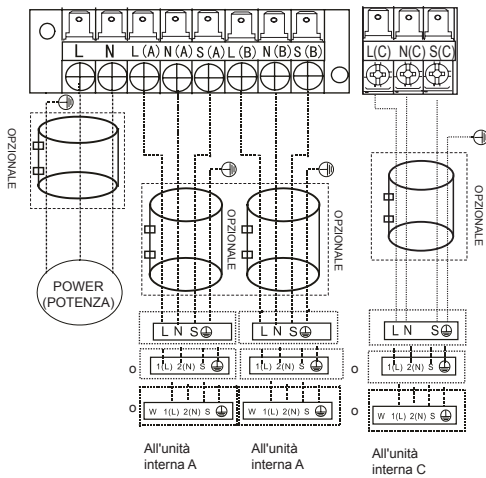 L N L(A) N(A) S(A) L(B) N(B) S(B)
L(C) N(C) S(C)
OPZIONALE
OPZIONALE
OPZIONALE
OPZIONALE
POWER
(POTENZA)
L N S
L N S
L N S
o 1(L) 2(N) S
1(L) 2(N) S
o 1(L) 2(N) S
o W 1(L) 2(N) S
W 1(L) 2(N) S
o W 1(L) 2(N) S
All'unità
interna A
All'unità
interna A
All'unità
interna C